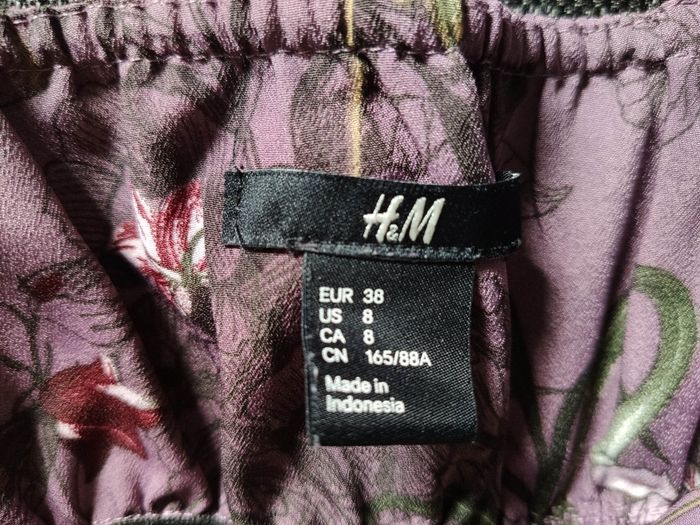 H&M
EUR 38
US 8
CA 8
CN 165/88A
Made in
Indonesia